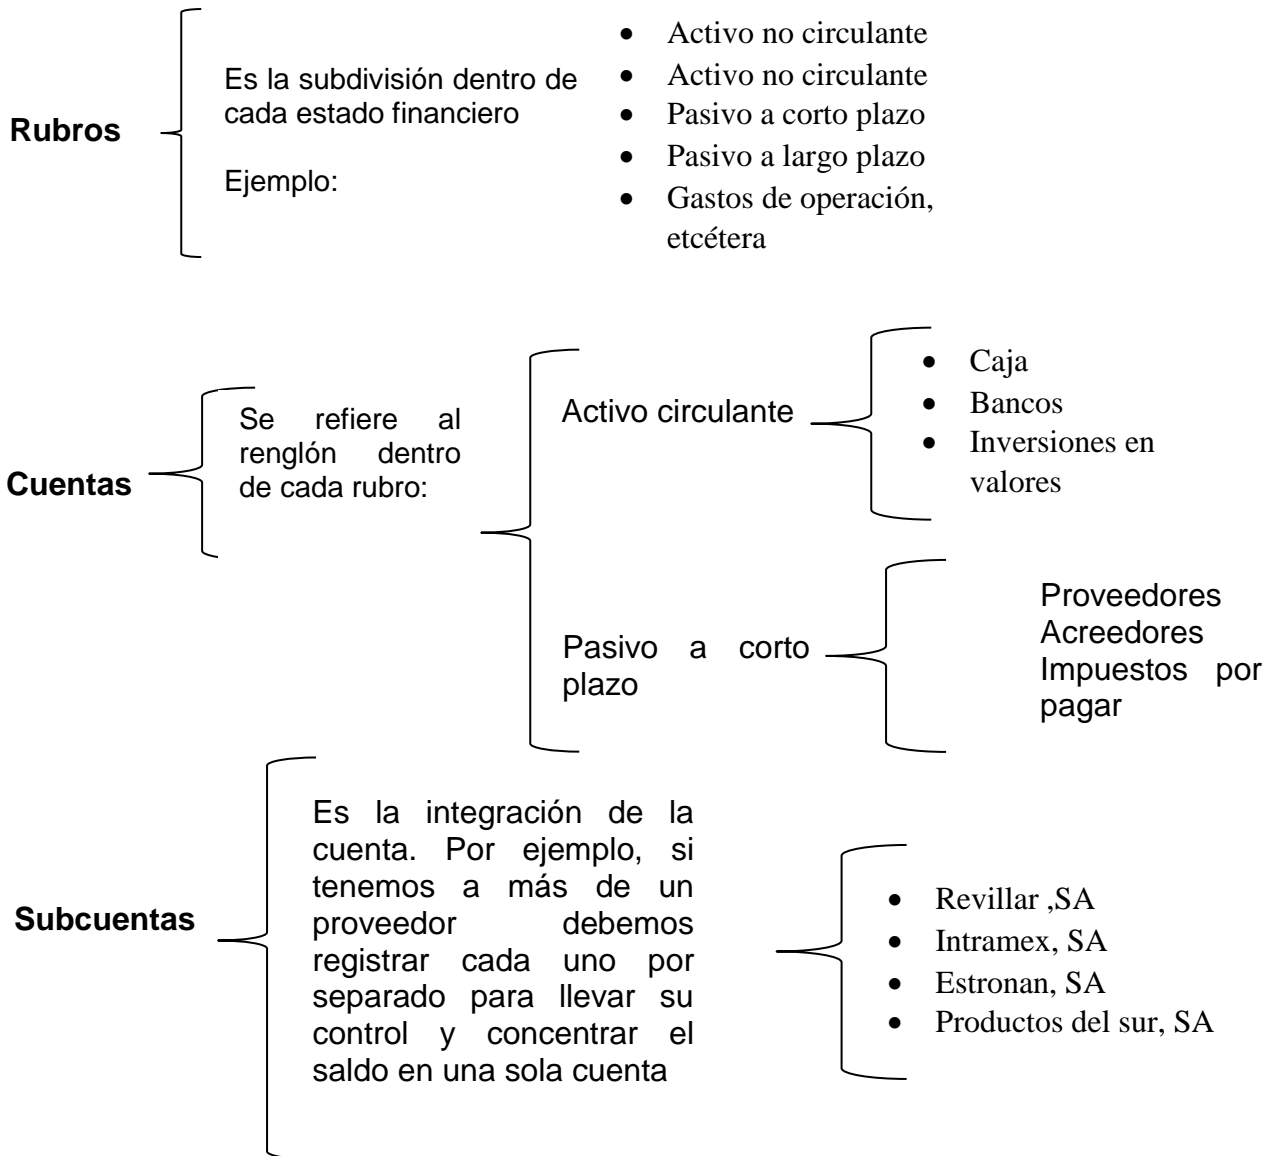 Rubros
Es la subdivisión dentro de
cada estado financiero
Ejemplo:
• Activo no circulante
• Activo no circulante
• Pasivo a corto plazo
• Pasivo a largo plazo
• Gastos de operación,
etcétera
Cuentas
Se refiere al
renglón dentro
de cada rubro:
Activo circulante
• Caja
• Bancos
• Inversiones en
valores
Pasivo a corto
plazo
Proveedores
Acreedores
Impuestos por
pagar
Subcuentas
Es la integración de la
cuenta. Por ejemplo, si
tenemos a más de un
proveedor debemos
registrar cada uno por
separado para llevar su
control y concentrar el
saldo en una sola cuenta
• Revillar ,SA
• Intramex, SA
• Estronan, SA
• Productos del sur, SA